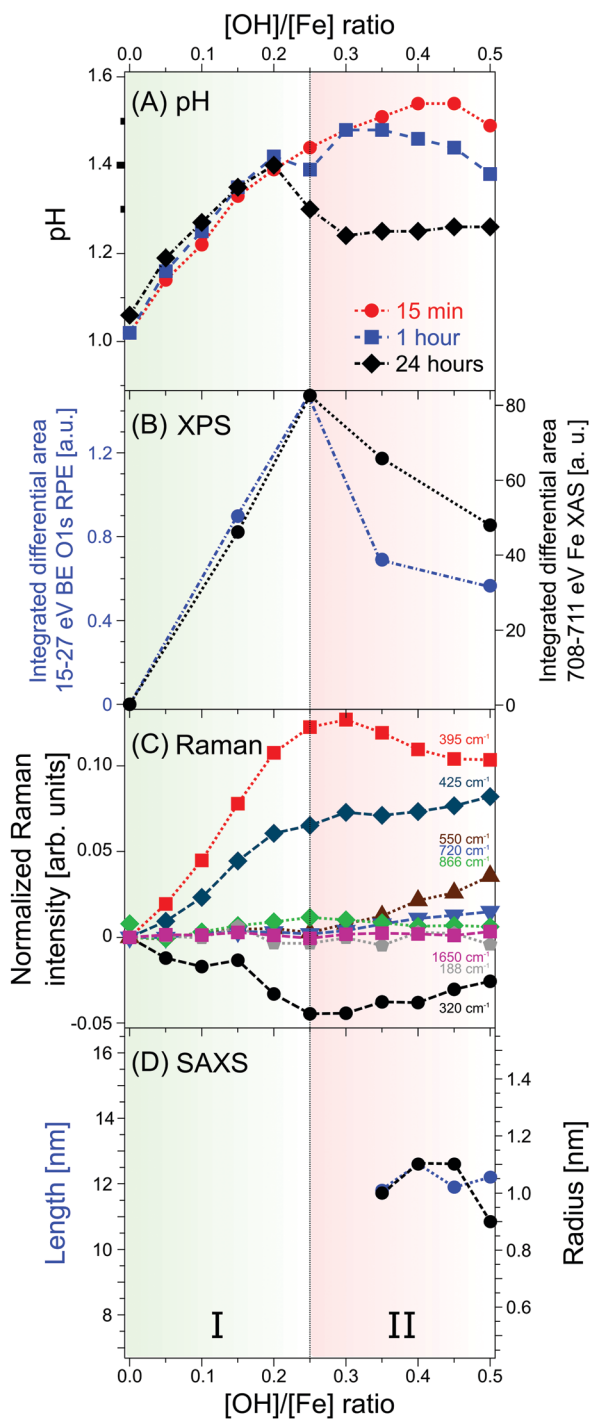 [OH]/[Fe] ratio
0.0 0.1 0.2 0.3 0.4 0.5
(A) pH
1.6
1.4
1.2
1.0
pH
15 min
1 hour
24 hours
(B) XPS
Integrated differential area
15-27 eV BE O1s RPE [a.u.]
1.2
0.8
0.4
0
80
60
40
20
0
Integrated differential area
708-711 eV Fe XAS [a. u.]
(C) Raman
Normalized Raman
intensity [arb. units]
0.10
0.05
0
-0.05
395 cm⁻¹
425 cm⁻¹
550 cm⁻¹
720 cm⁻¹
866 cm⁻¹
1650 cm⁻¹
188 cm⁻¹
320 cm⁻¹
(D) SAXS
Length [nm]
16
14
12
10
8
1.4
1.2
1.0
0.8
0.6
Radius [nm]
I II
0.0 0.1 0.2 0.3 0.4 0.5
[OH]/[Fe] ratio